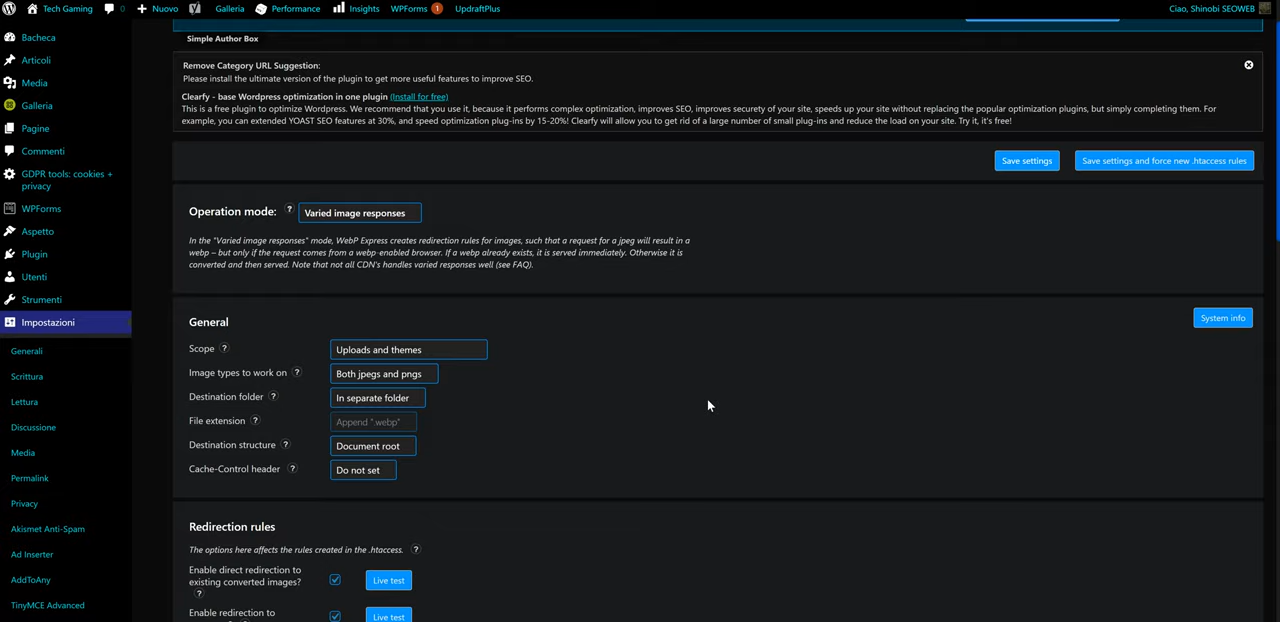 Tech Gaming 0 Nuovo Galleria Performance Insights WPForms 1 UpdraftPlus Ciao, Shinobi SEOWEB
Bacheca
Articoli
Media
Galleria
Pagine
Commenti
GDPR tools: cookies +
privacy
WPForms
Aspetto
Plugin
Utenti
Strumenti
Impostazioni
Generali
Scrittura
Lettura
Discussione
Media
Permalink
Privacy
Akismet Anti-Spam
Ad Inserter
AddToAny
TinyMCE Advanced
Simple Author Box
Remove Category URL Suggestion:
Please install the ultimate version of the plugin to get more useful features to improve SEO.
Clearfy - base Wordpress optimization in one plugin (Install for free)
This is a free plugin to optimize Wordpress. We recommend that you use it, because it performs complex optimization, improves SEO, improves securety of your site, speeds up your site without replacing the popular optimization plugins, but simply completing them. For
example, you can extended YOAST SEO features at 30%, and speed optimization plug-ins by 15-20%! Clearfy will allow you to get rid of a large number of small plug-ins and reduce the load on your site. Try it, it's free!
Save settings Save settings and force new .htaccess rules
Operation mode: ? Varied image responses
In the "Varied image responses" mode, WebP Express creates redirection rules for images, such that a request for a jpeg will result in a
webp – but only if the request comes from a webp-enabled browser. If a webp already exists, it is served immediately. Otherwise it is
converted and then served. Note that not all CDN's handles varied responses well (see FAQ).
General System info
Scope ? Uploads and themes
Image types to work on ? Both jpegs and pngs
Destination folder ? In separate folder
File extension ? Append ".webp"
Destination structure ? Document root
Cache-Control header ? Do not set
Redirection rules
The options here affects the rules created in the .htaccess. ?
Enable direct redirection to
existing converted images? Live test
?
Enable redirection to Live test